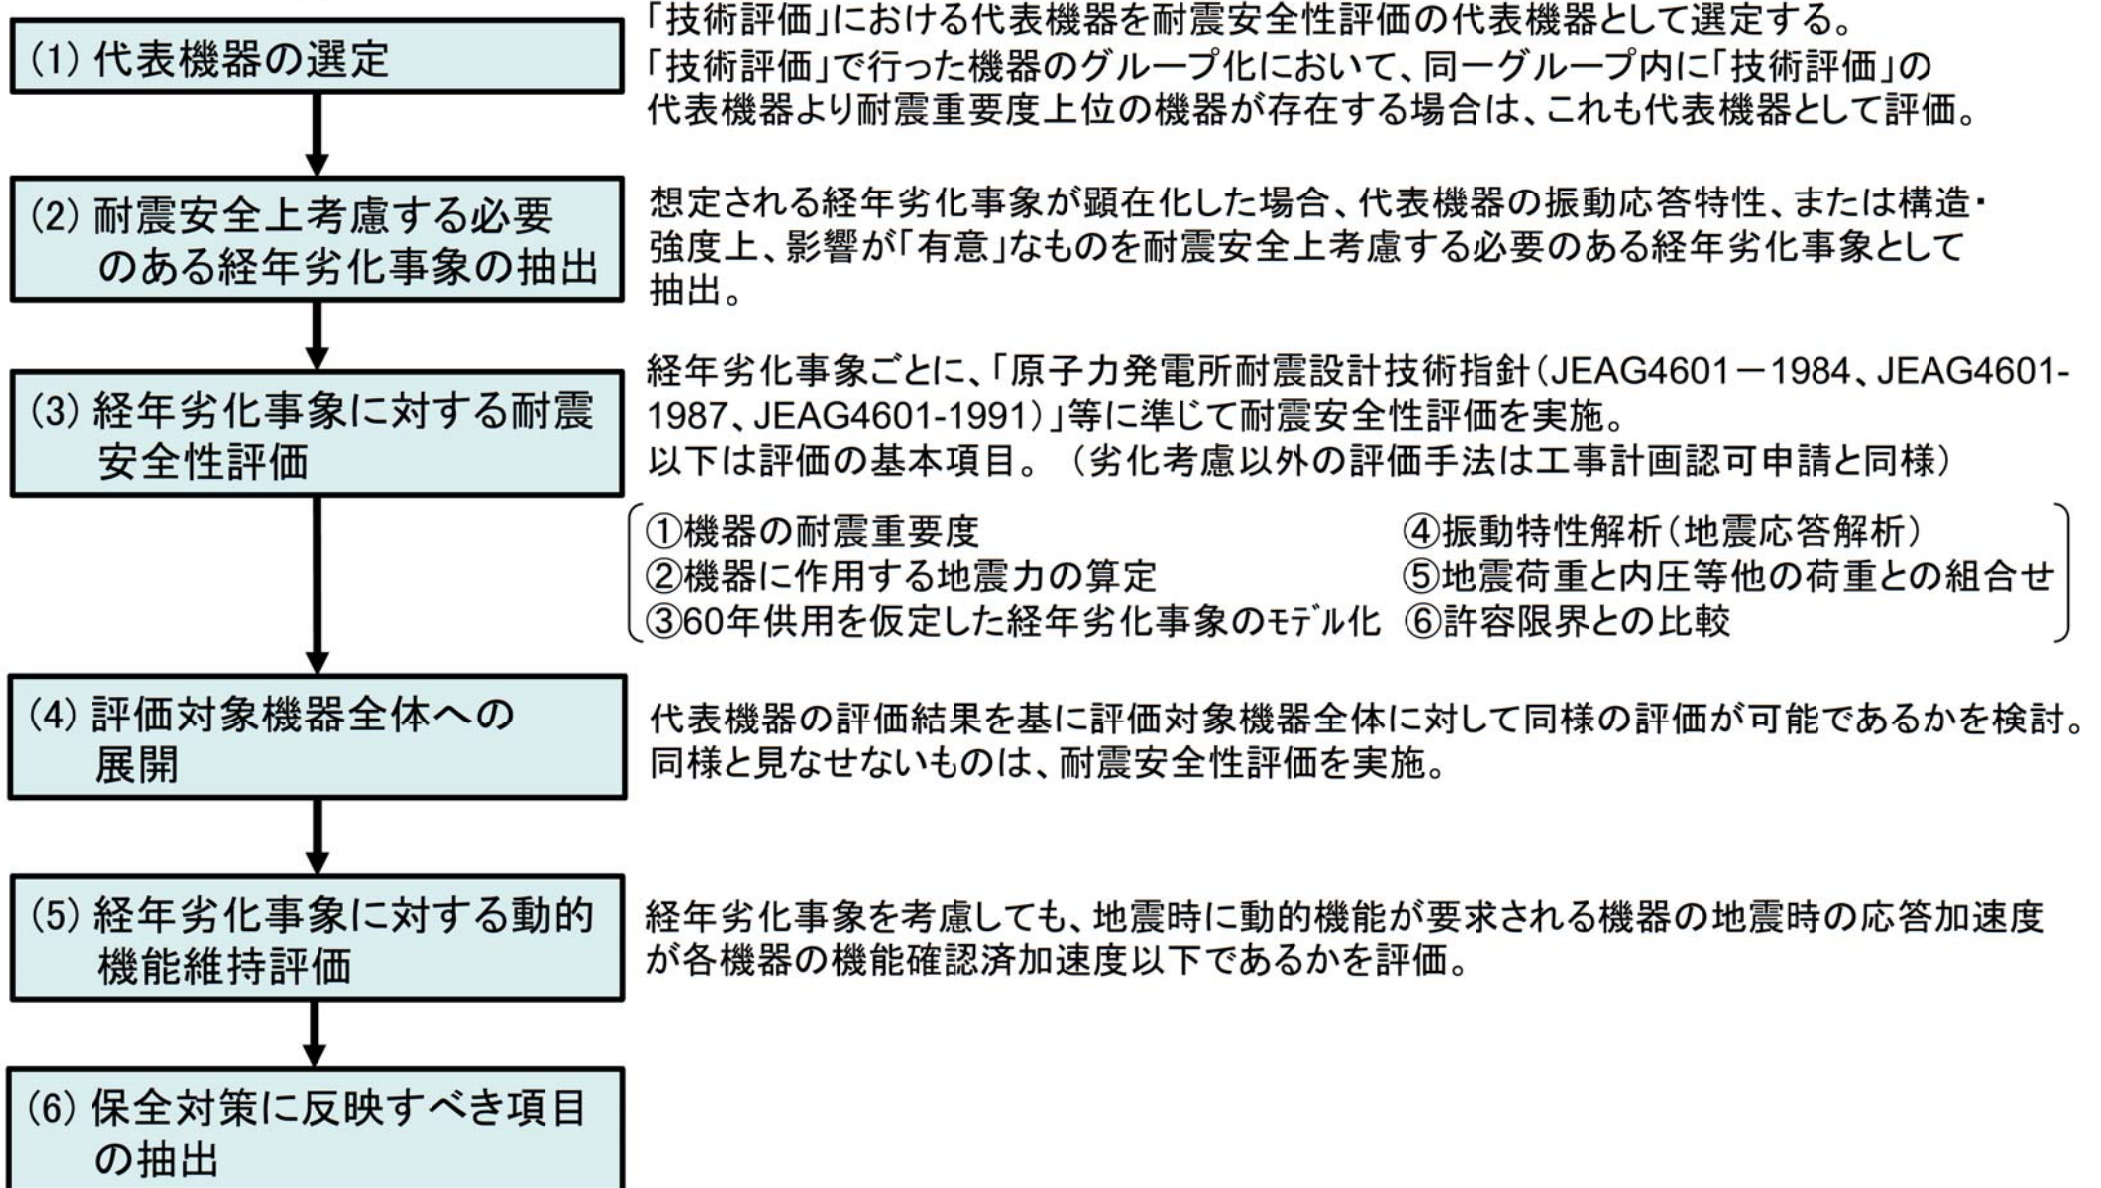 (1) 代表機器の選定
「技術評価」における代表機器を耐震安全性評価の代表機器として選定する。
「技術評価」で行った機器のグループ化において、同一グループ内に「技術評価」の
代表機器より耐震重要度上位の機器が存在する場合は、これも代表機器として評価。
(2) 耐震安全上考慮する必要
のある経年劣化事象の抽出
想定される経年劣化事象が顕在化した場合、代表機器の振動応答特性、または構造・
強度上、影響が「有意」なものを耐震安全上考慮する必要のある経年劣化事象として
抽出。
(3) 経年劣化事象に対する耐震
安全性評価
経年劣化事象ごとに、「原子力発電所耐震設計技術指針(JEAG4601－1984、JEAG4601-
1987、JEAG4601-1991)」等に準じて耐震安全性評価を実施。
以下は評価の基本項目。（劣化考慮以外の評価手法は工事計画認可申請と同様）
①機器の耐震重要度
②機器に作用する地震力の算定
③60年供用を仮定した経年劣化事象のﾓﾃﾞﾙ化
④振動特性解析（地震応答解析）
⑤地震荷重と内圧等他の荷重との組合せ
⑥許容限界との比較
(4) 評価対象機器全体への
展開
代表機器の評価結果を基に評価対象機器全体に対して同様の評価が可能であるかを検討。
同様と見なせないものは、耐震安全性評価を実施。
(5) 経年劣化事象に対する動的
機能維持評価
経年劣化事象を考慮しても、地震時に動的機能が要求される機器の地震時の応答加速度
が各機器の機能確認済加速度以下であるかを評価。
(6) 保全対策に反映すべき項目
の抽出